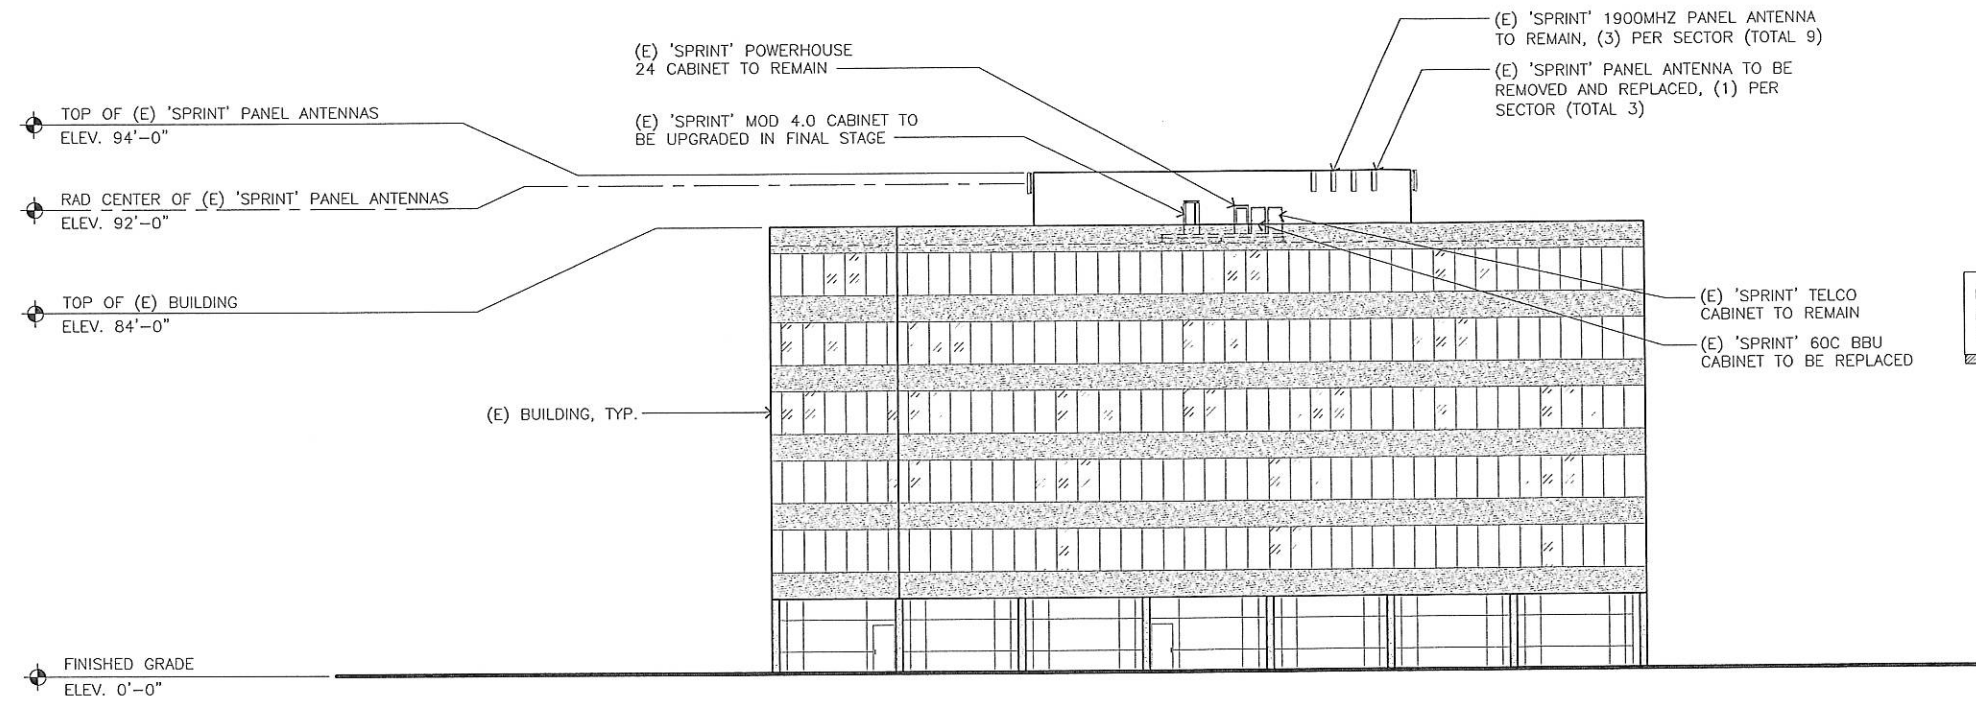 (E) 'SPRINT' 1900MHZ PANEL ANTENNA
TO REMAIN, (3) PER SECTOR (TOTAL 9)
(E) 'SPRINT' POWERHOUSE
24 CABINET TO REMAIN
(E) 'SPRINT' PANEL ANTENNA TO BE
REMOVED AND REPLACED, (1) PER
SECTOR (TOTAL 3)
TOP OF (E) 'SPRINT' PANEL ANTENNAS
ELEV. 94'-0"
(E) 'SPRINT' MOD 4.0 CABINET TO
BE UPGRADED IN FINAL STAGE
RAD CENTER OF (E) 'SPRINT' PANEL ANTENNAS
ELEV. 92'-0"
TOP OF (E) BUILDING
ELEV. 84'-0"
(E) 'SPRINT' TELCO
CABINET TO REMAIN
(E) 'SPRINT' 60C BBU
CABINET TO BE REPLACED
(E) BUILDING, TYP.
FINISHED GRADE
ELEV. 0'-0"